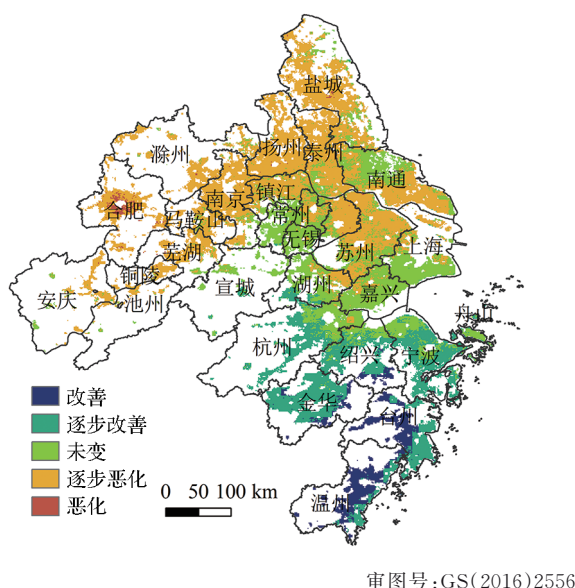 盐城
扬州
泰州
滁州
南通
镇江
南京
合肥
常州
马鞍山
无锡
上海
芜湖
苏州
铜陵
宣城
湖州
嘉兴
安庆
池州
舟山
杭州
绍兴
宁波
金华
台州
温州
改善
逐步改善
未变
逐步恶化
恶化
0 50 100 km
审图号:GS(2016)2556